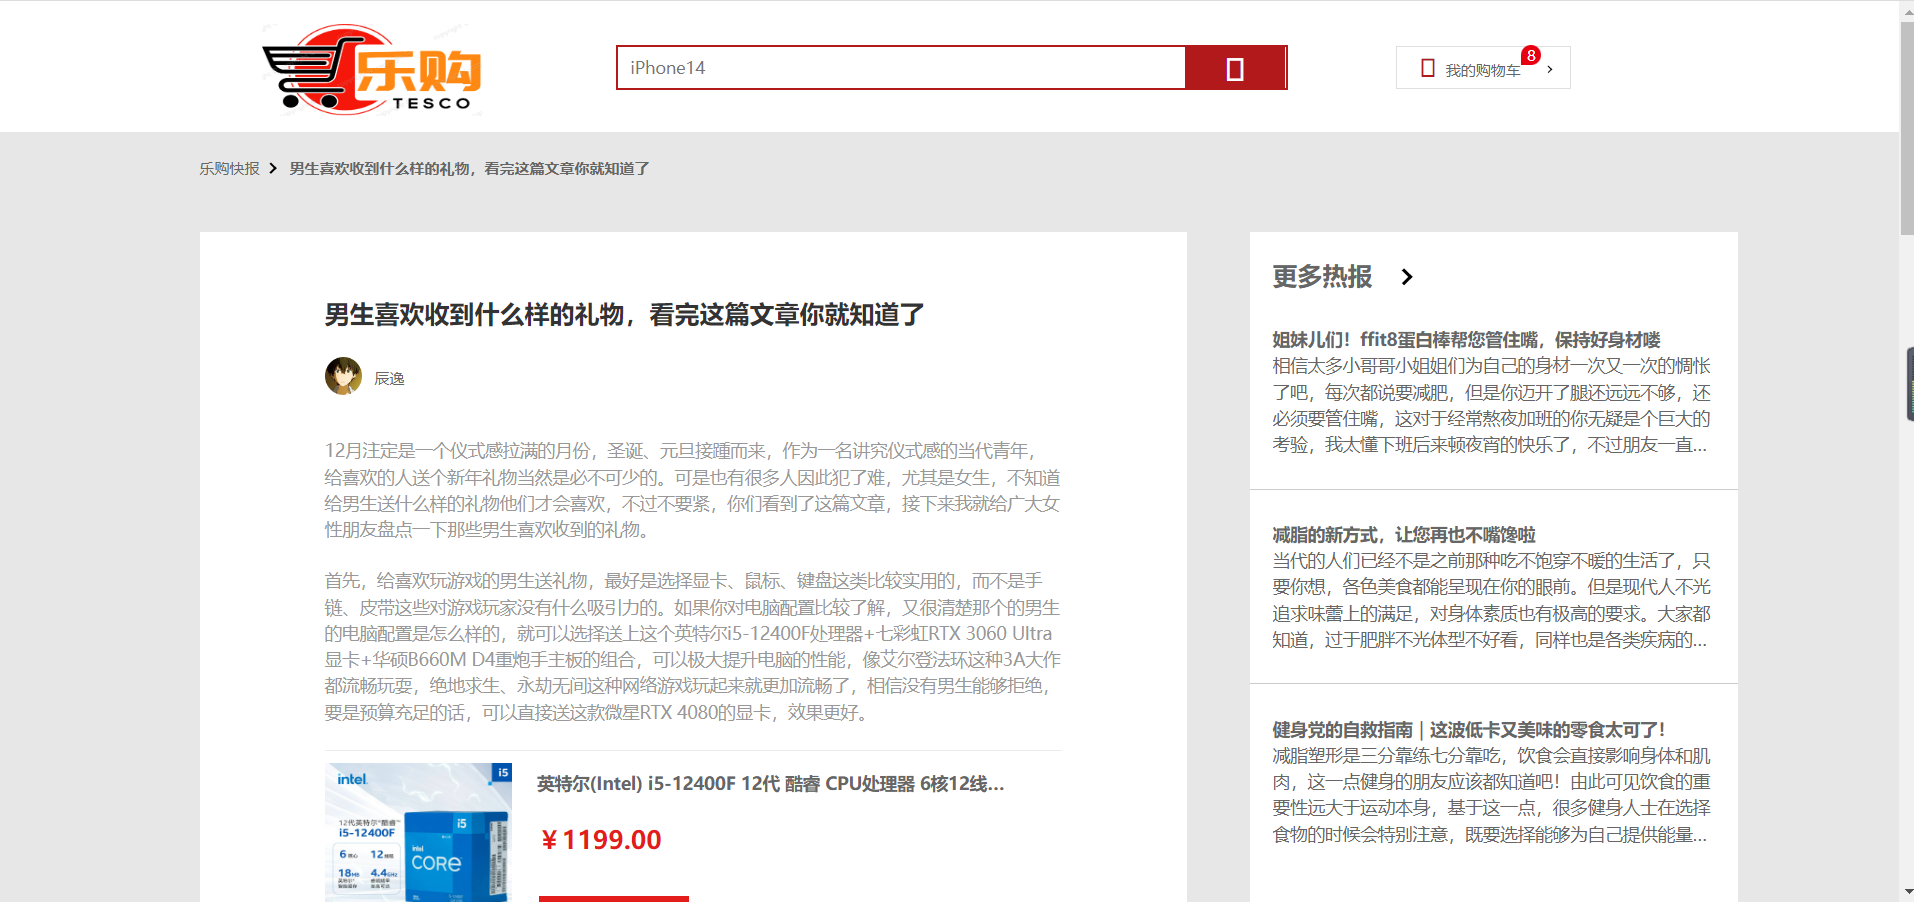 乐购
TESCO
iPhone14
我的购物车
8
乐购快报
男生喜欢收到什么样的礼物，看完这篇文章你就知道了
男生喜欢收到什么样的礼物，看完这篇文章你就知道了
辰逸
12月注定是一个仪式感拉满的月份，圣诞、元旦接踵而来，作为一名讲究仪式感的当代青年，
给喜欢的人送个新年礼物当然是必不可少的。可是也有很多人因此犯了难，尤其是女生，不知道
给男生送什么样的礼物他们才会喜欢，不过不要紧，你们看到了这篇文章，接下来我就给广大女
性朋友盘点一下那些男生喜欢收到的礼物。
首先，给喜欢玩游戏的男生送礼物，最好是选择显卡、鼠标、键盘这类比较实用的，而不是手
链、皮带这些对游戏玩家没有什么吸引力的。如果你对电脑配置比较了解，又很清楚那个的男生
的电脑配置是怎么样的，就可以选择送上这个英特尔i5-12400F处理器+七彩虹RTX 3060 Ultra
显卡+华硕B660M D4重炮手主板的组合，可以极大提升电脑的性能，像艾尔登法环这种3A大作
都流畅玩耍，绝地求生、永劫无间这种网络游戏玩起来就更加流畅了，相信没有男生能够拒绝，
要是预算充足的话，可以直接送这款微星RTX 4080的显卡，效果更好。
intel.
i5
12代英特尔®酷睿™
i5-12400F
6核心 12线程
18MB 4.4GHz
i5
intel
CORE
英特尔(Intel) i5-12400F 12代 酷睿 CPU处理器 6核12线...
￥1199.00
更多热报
姐妹儿们！ffit8蛋白棒帮您管住嘴，保持好身材喽
相信太多小哥哥小姐姐们为自己的身材一次又一次的惆怅
了吧，每次都说要减肥，但是你迈开了腿还远远不够，还
必须要管住嘴，这对于经常熬夜加班的你无疑是个巨大的
考验，我太懂下班后来顿夜宵的快乐了，不过朋友一直...
减脂的新方式，让您再也不嘴馋啦
当代的人们已经不是之前那种吃不饱穿不暖的生活了，只
要你想，各色美食都能呈现在你的眼前。但是现代人不光
追求味蕾上的满足，对身体素质也有极高的要求。大家都
知道，过于肥胖不光体型不好看，同样也是各类疾病的...
健身党的自救指南｜这波低卡又美味的零食太可了！
减脂塑形是三分靠练七分靠吃，饮食会直接影响身体和肌
肉，这一点健身的朋友应该都知道吧！由此可见饮食的重
要性远大于运动本身，基于这一点，很多健身人士在选择
食物的时候会特别注意，既要选择能够为自己提供能量...